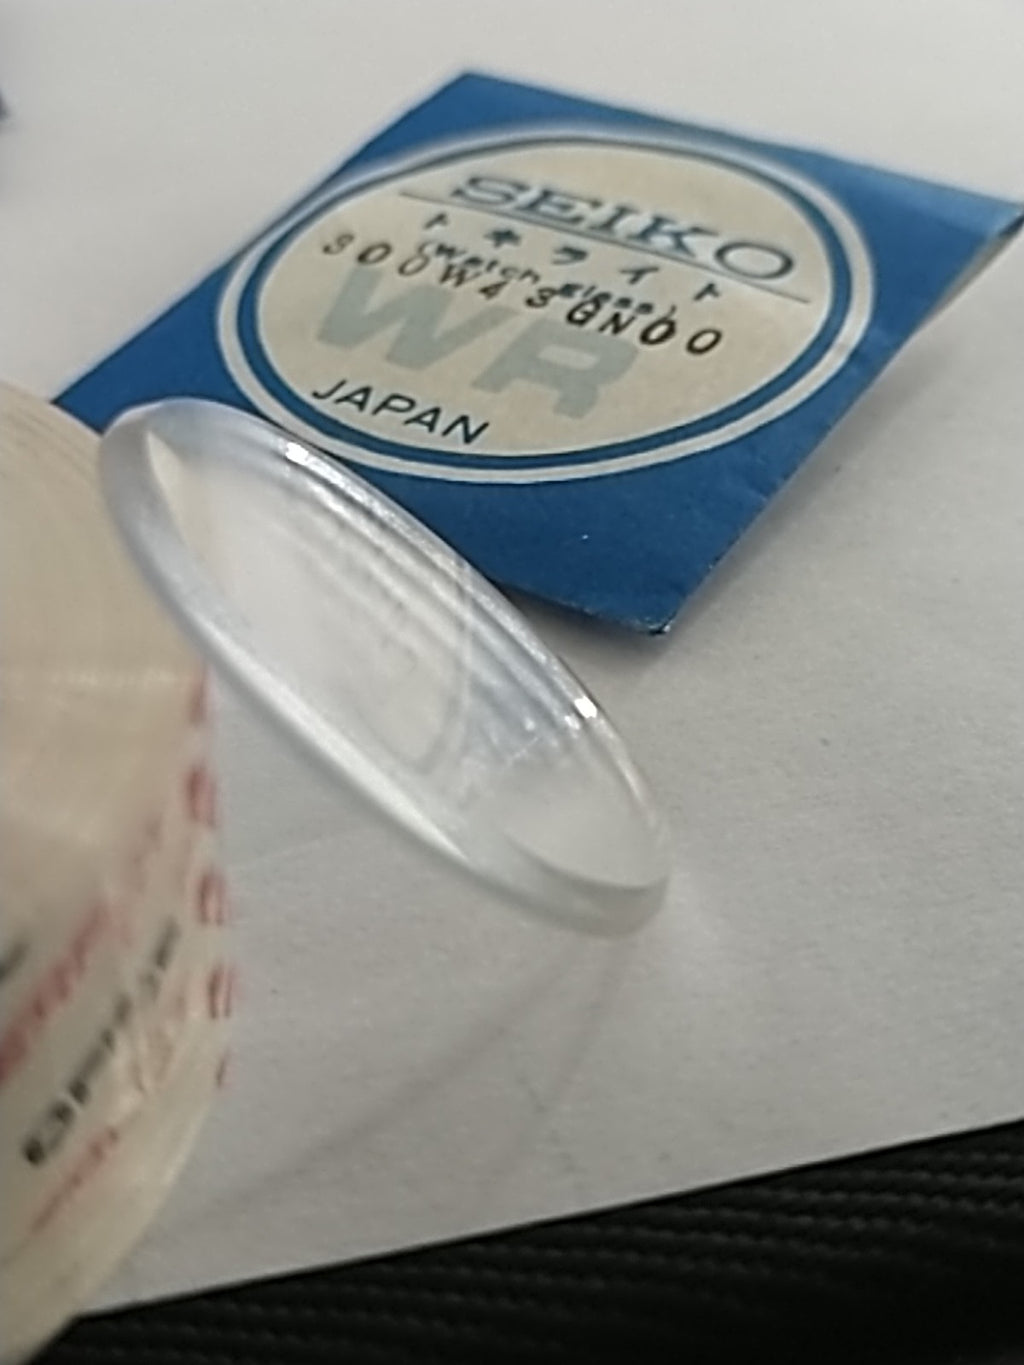 SEIKO
トキライト
(Watch glass)
300W43GN00
WR
JAPAN